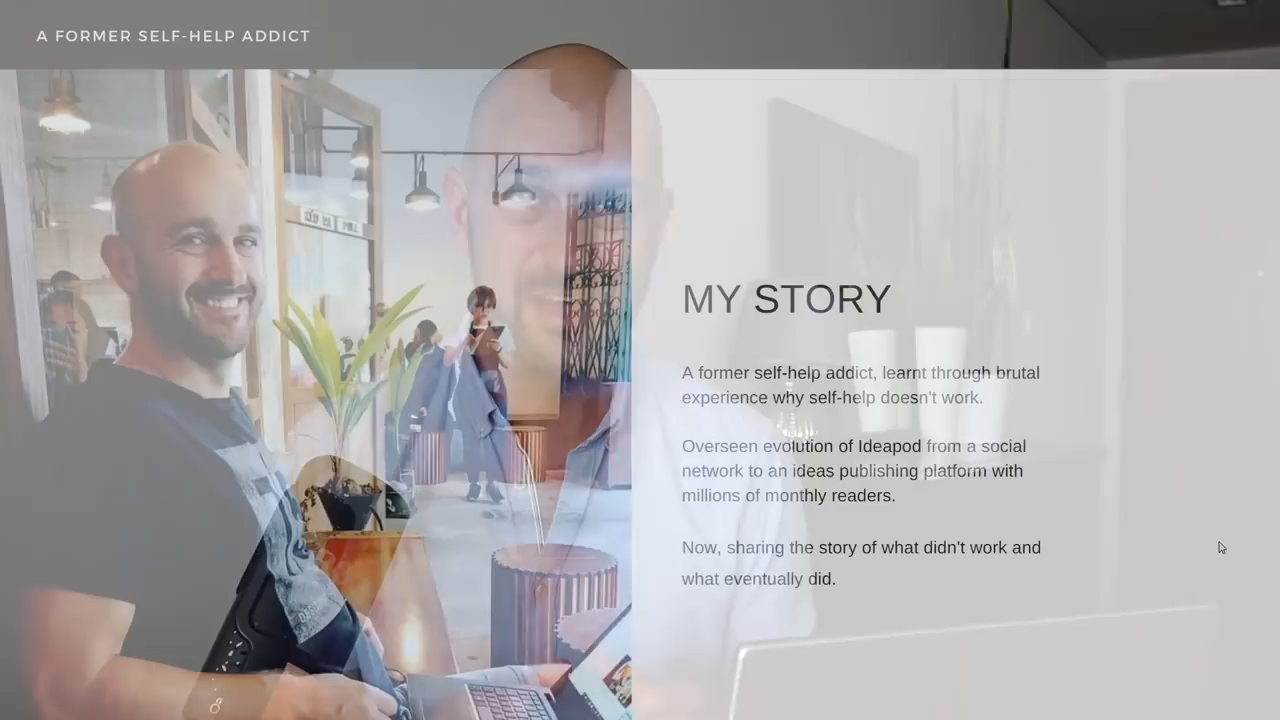 A FORMER SELF-HELP ADDICT
MY STORY
A former self-help addict, learnt through brutal
experience why self-help doesn't work.
Overseen evolution of Ideapod from a social
network to an ideas publishing platform with
millions of monthly readers.
Now, sharing the story of what didn't work and
what eventually did.